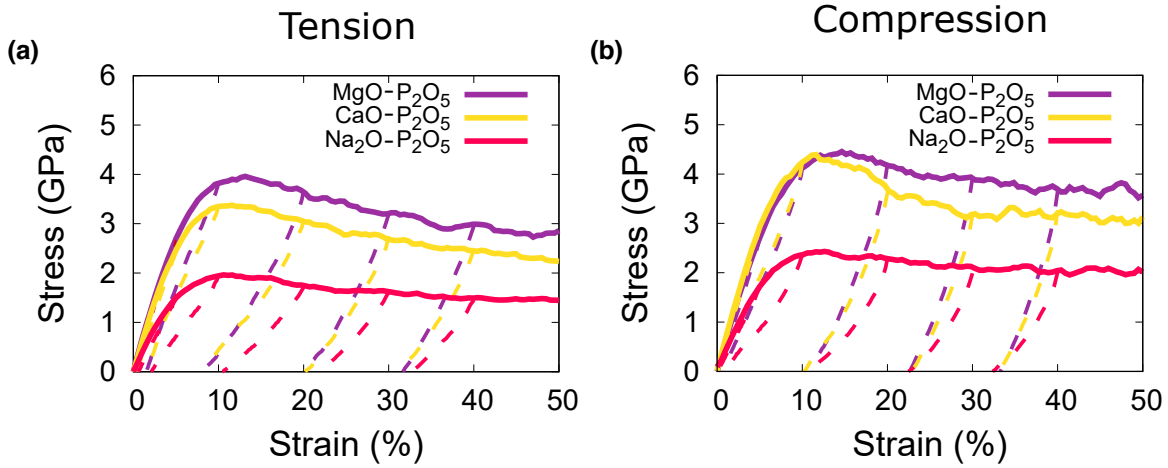 Tension
(a)
MgO-P₂O₅
CaO-P₂O₅
Na₂O-P₂O₅
6
5
4
3
2
1
0
Stress (GPa)
0 10 20 30 40 50
Strain (%)
Compression
(b)
MgO-P₂O₅
CaO-P₂O₅
Na₂O-P₂O₅
6
5
4
3
2
1
0
Stress (GPa)
0 10 20 30 40 50
Strain (%)